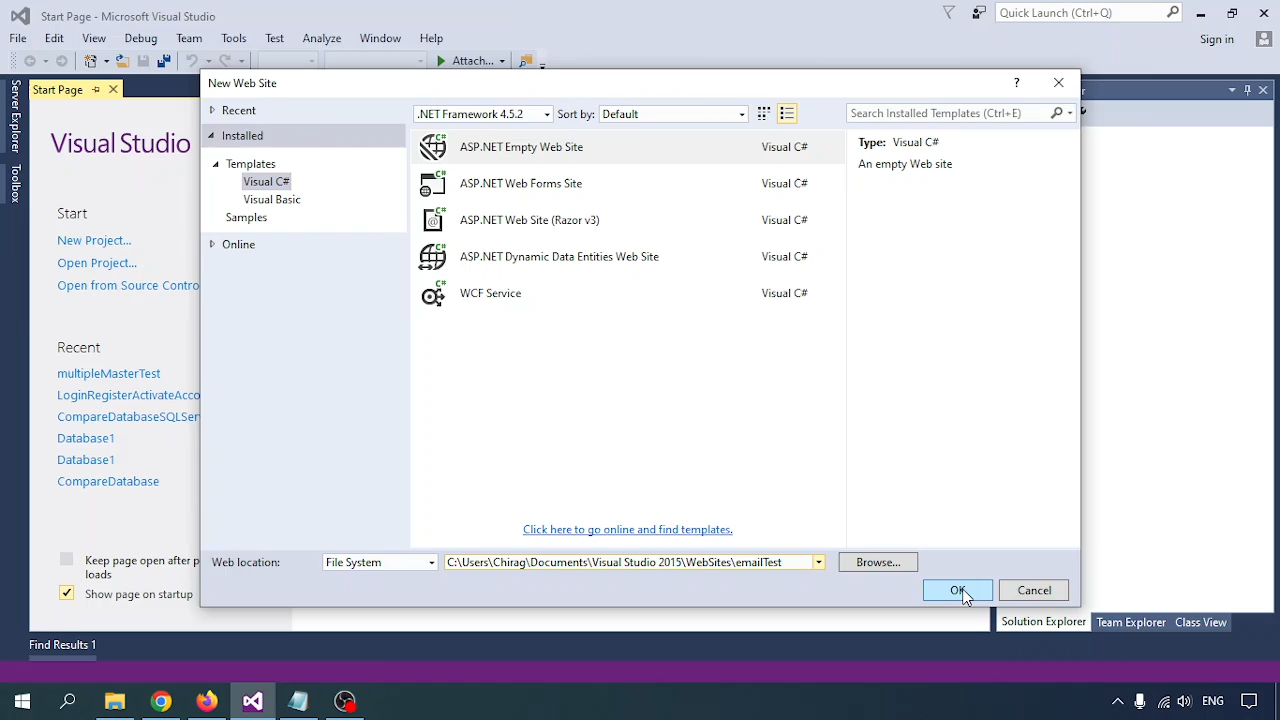 Start Page - Microsoft Visual Studio
Quick Launch (Ctrl+Q)
File Edit View Debug Team Tools Test Analyze Window Help
Sign in
Attach...
Server Explorer
Toolbox
Start Page
Visual Studio
Start
New Project...
Open Project...
Open from Source Contro
Recent
multipleMasterTest
LoginRegisterActivateAcco
CompareDatabaseSQLSer
Database1
Database1
CompareDatabase
Keep page open after p
loads
Show page on startup
New Web Site
?
Recent
Installed
Templates
Visual C#
Visual Basic
Samples
Online
.NET Framework 4.5.2
Sort by: Default
Search Installed Templates (Ctrl+E)
ASP.NET Empty Web Site Visual C#
ASP.NET Web Forms Site Visual C#
ASP.NET Web Site (Razor v3) Visual C#
ASP.NET Dynamic Data Entities Web Site Visual C#
WCF Service Visual C#
Type: Visual C#
An empty Web site
Click here to go online and find templates.
Web location: File System C:\Users\Chirag\Documents\Visual Studio 2015\WebSites\emailTest Browse...
OK Cancel
Solution Explorer Team Explorer Class View
Find Results 1
ENG